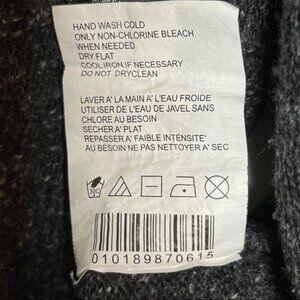 HAND WASH COLD
ONLY NON-CHLORINE BLEACH
WHEN NEEDED
DRY FLAT
COOL IRON IF NECESSARY
DO NOT DRYCLEAN
LAVER A' LA MAIN A' L'EAU FROIDE
UTILISER DE L'EAU DE JAVEL SANS
CHLORE AU BESOIN
SECHER A' PLAT
REPASSER A' FAIBLE INTENSITE'
AU BESOIN NE PAS NETTOYER A' SEC
010189870615